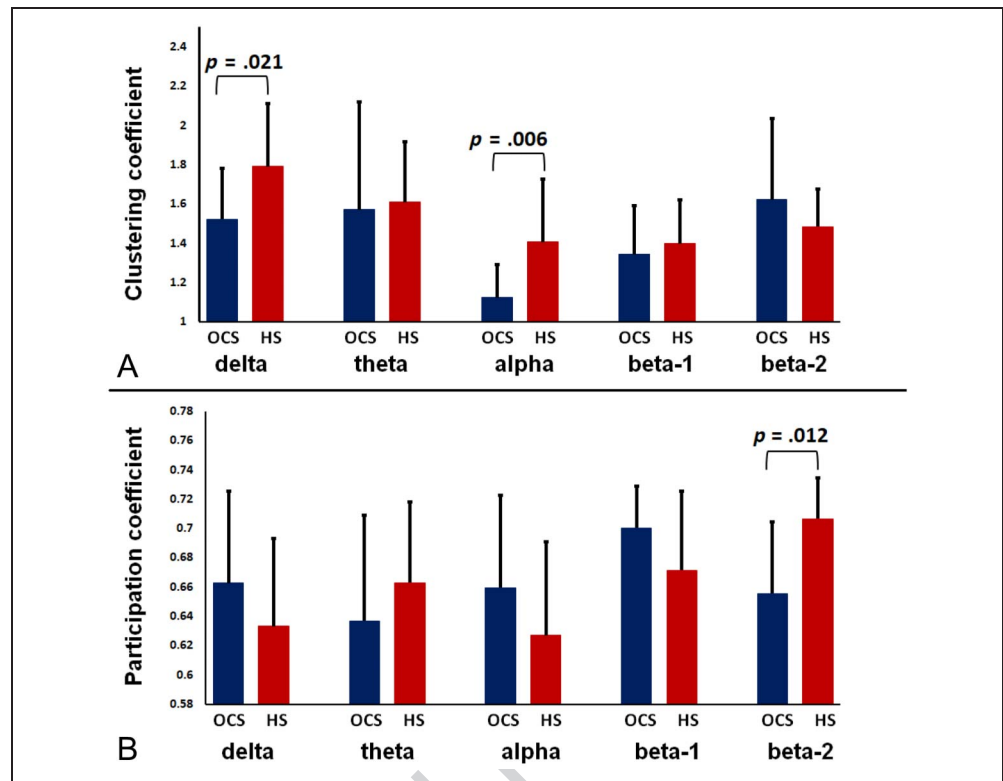 Clustering coefficient
2.4
2.2
2
1.8
1.6
1.4
1.2
1
p = .021
p = .006
OCS HS OCS HS OCS HS OCS HS OCS HS
A delta theta alpha beta-1 beta-2
Participation coefficient
0.78
0.76
0.74
0.72
0.7
0.68
0.66
0.64
0.62
0.6
0.58
p = .012
OCS HS OCS HS OCS HS OCS HS OCS HS
B delta theta alpha beta-1 beta-2